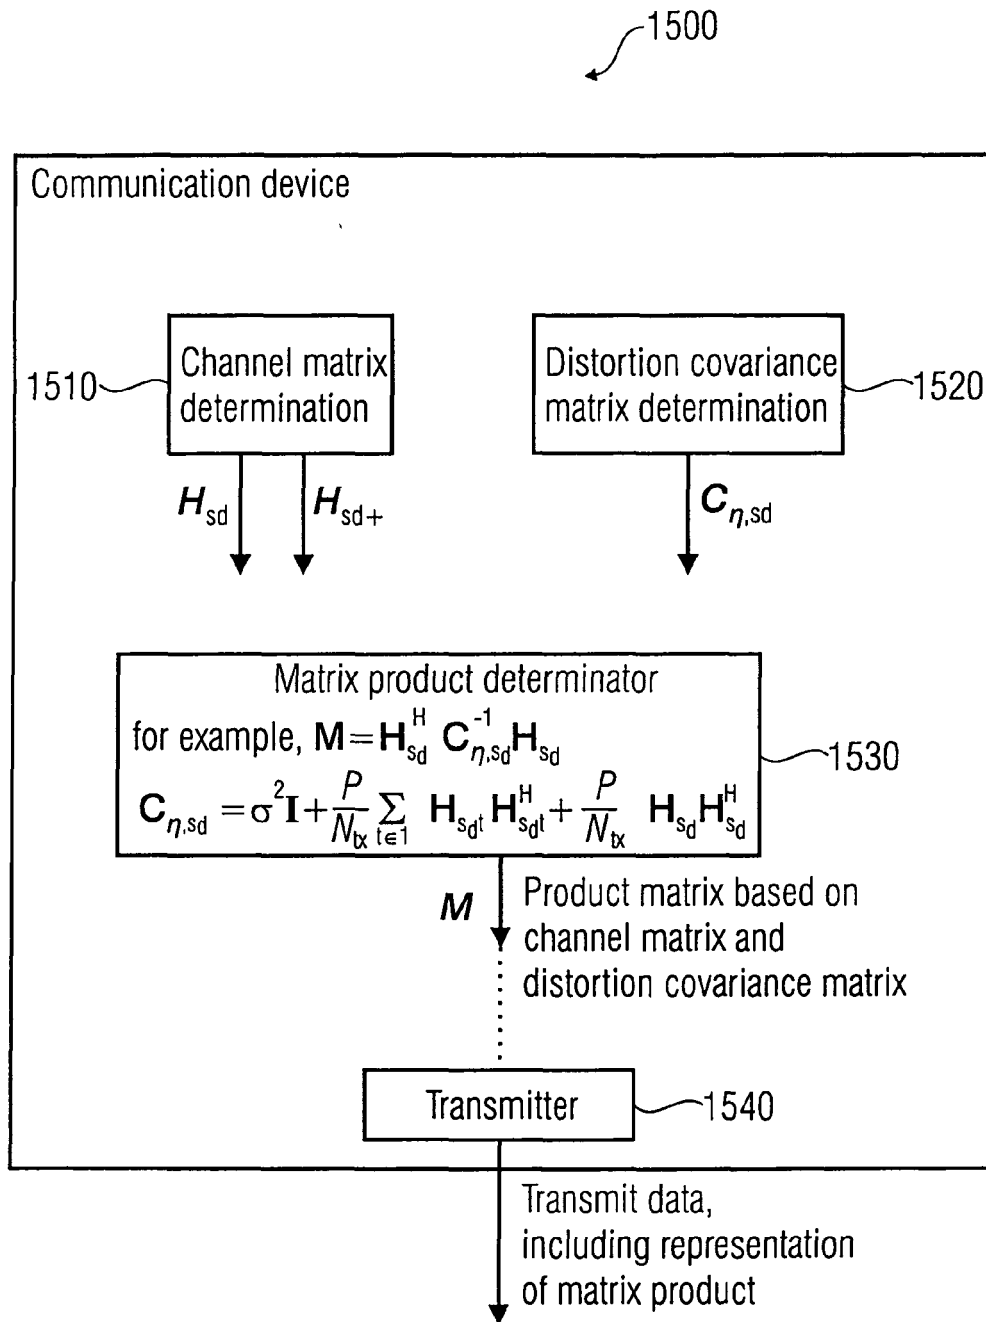 1500
Communication device
1510
Channel matrix
determination
Distortion covariance
matrix determination
1520
H_sd
H_sd+
C_η,sd
Matrix product determinator
for example, M=H_sd^H C_η,sd^-1 H_sd
C_η,sd = σ^2 I + P/N_tx ∑_t∈1 H_sdt H_sdt^H + P/N_tx H_sd H_sd^H
1530
M
Product matrix based on
channel matrix and
distortion covariance matrix
Transmitter
1540
Transmit data,
including representation
of matrix product